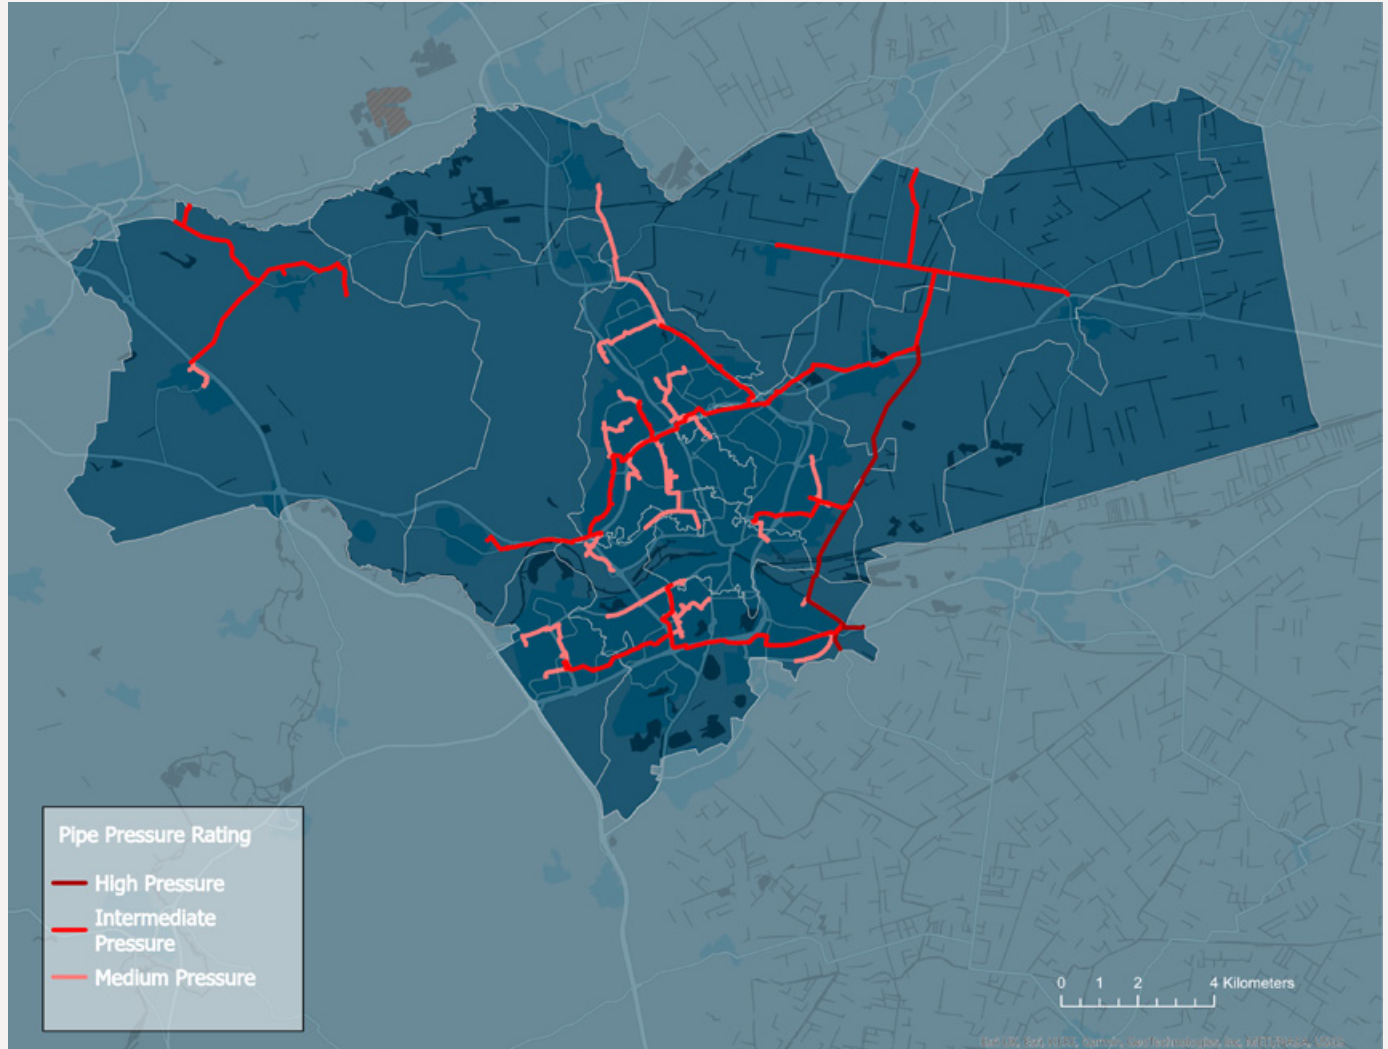 Pipe Pressure Rating
High Pressure
Intermediate
Pressure
Medium Pressure
0 1 2 4 Kilometers